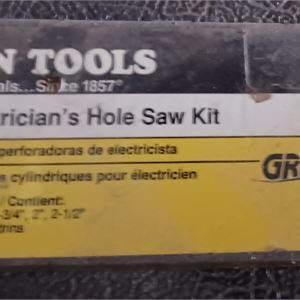 N TOOLS
als...Since 1857
trician's Hole Saw Kit
perforadoras de electricista
s cylindriques pour électricien
/ Contient:
-3/4", 2", 2-1/2"
drins
GR